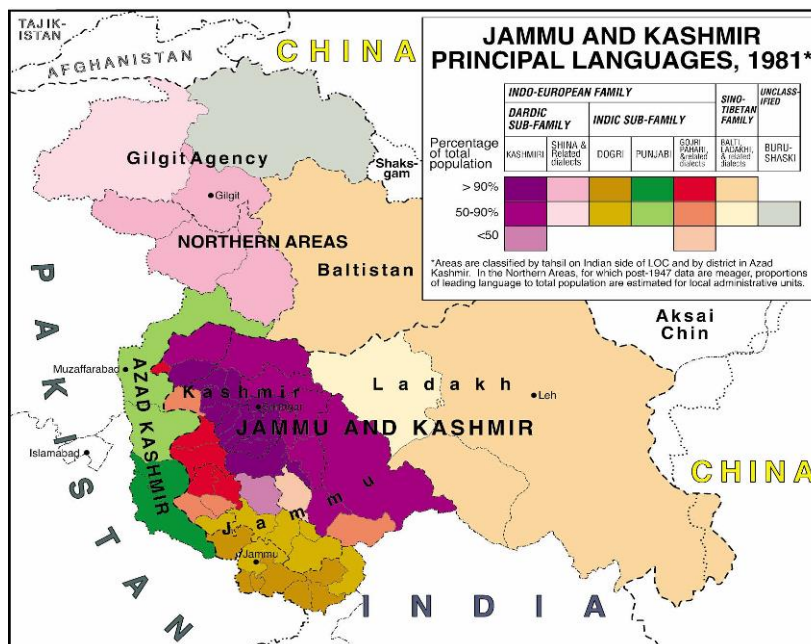 TAJIK-
ISTAN
AFGHANISTAN
CHINA
JAMMU AND KASHMIR
PRINCIPAL LANGUAGES, 1981*
INDO-EUROPEAN FAMILY
SINO-
TIBETAN
FAMILY
UNCLASS-
IFIED
DARDIC
SUB-FAMILY
INDIC SUB-FAMILY
Percentage
of total
population
KASHMIRI
SHINA &
Related
dialects
DOGRI
PUNJABI
GOJRI,
PAHARI,
&related
dialects
BALTI,
LADAKHI,
& related
dialects
BURU-
SHASKI
> 90%
50-90%
<50
*Areas are classified by tahsil on Indian side of LOC and by district in Azad
Kashmir. In the Northern Areas, for which post-1947 data are meager, proportions
of leading language to total population are estimated for local administrative units.
Gilgit Agency
Shaks-
gam
Gilgit
NORTHERN AREAS
Baltistan
Aksai
Chin
PAKISTAN
Muzaffarabad
AZAD KASHMIR
Kashmir
Ladakh
Leh
JAMMU AND KASHMIR
Islamabad
CHINA
Jammu
Jammu
INDIA